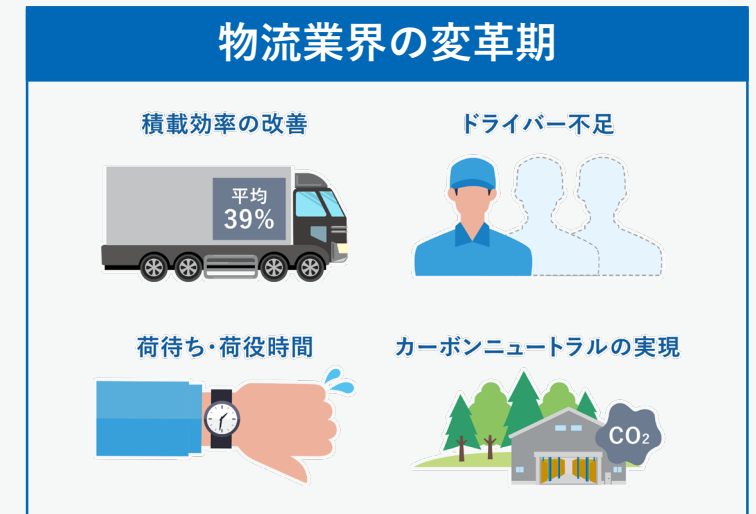 物流業界の変革期
積載効率の改善
平均
39%
ドライバー不足
荷待ち・荷役時間
カーボンニュートラルの実現
CO₂